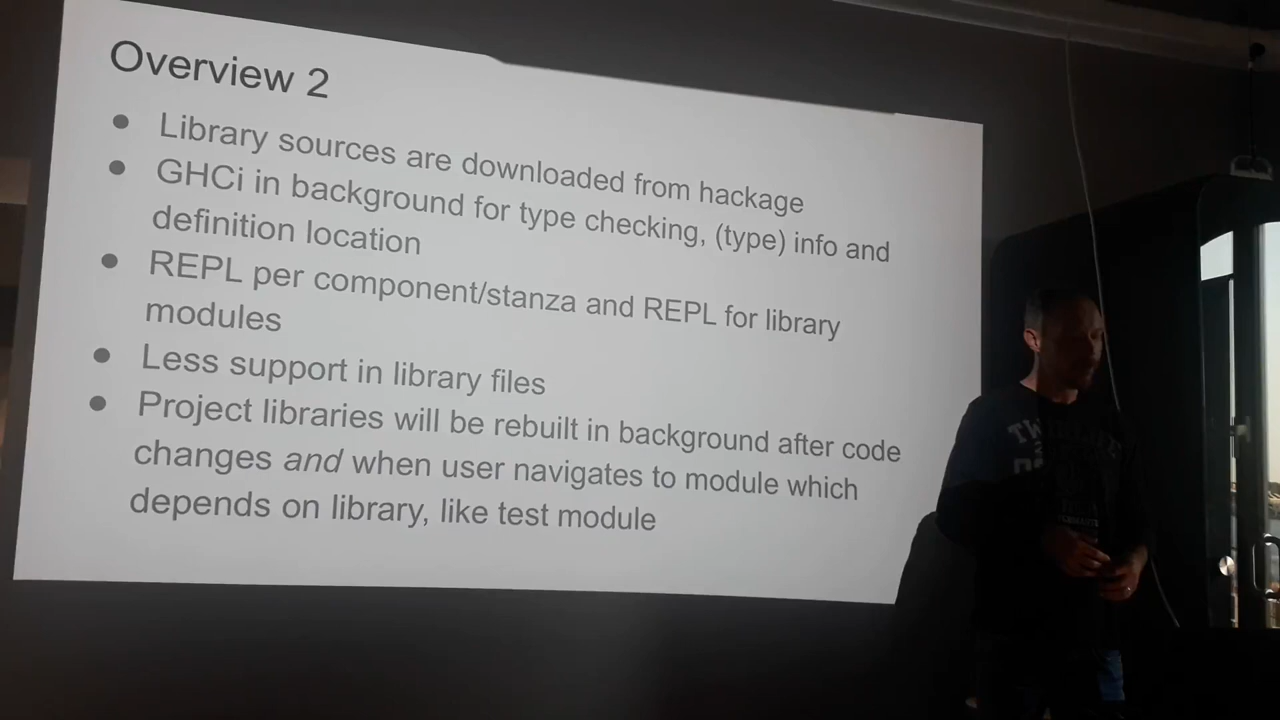 Overview 2
● Library sources are downloaded from hackage
● GHCi in background for type checking, (type) info and
definition location
● REPL per component/stanza and REPL for library
modules
● Less support in library files
● Project libraries will be rebuilt in background after code
changes and when user navigates to module which
depends on library, like test module